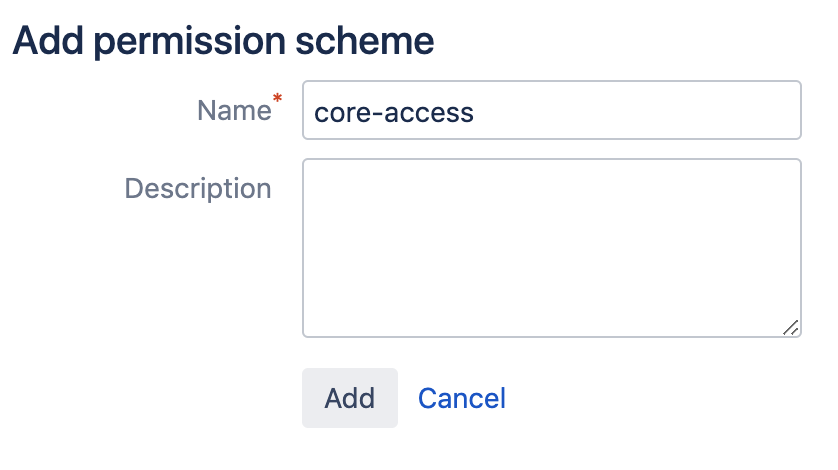 Add permission scheme
Name*
core-access
Description
Add Cancel